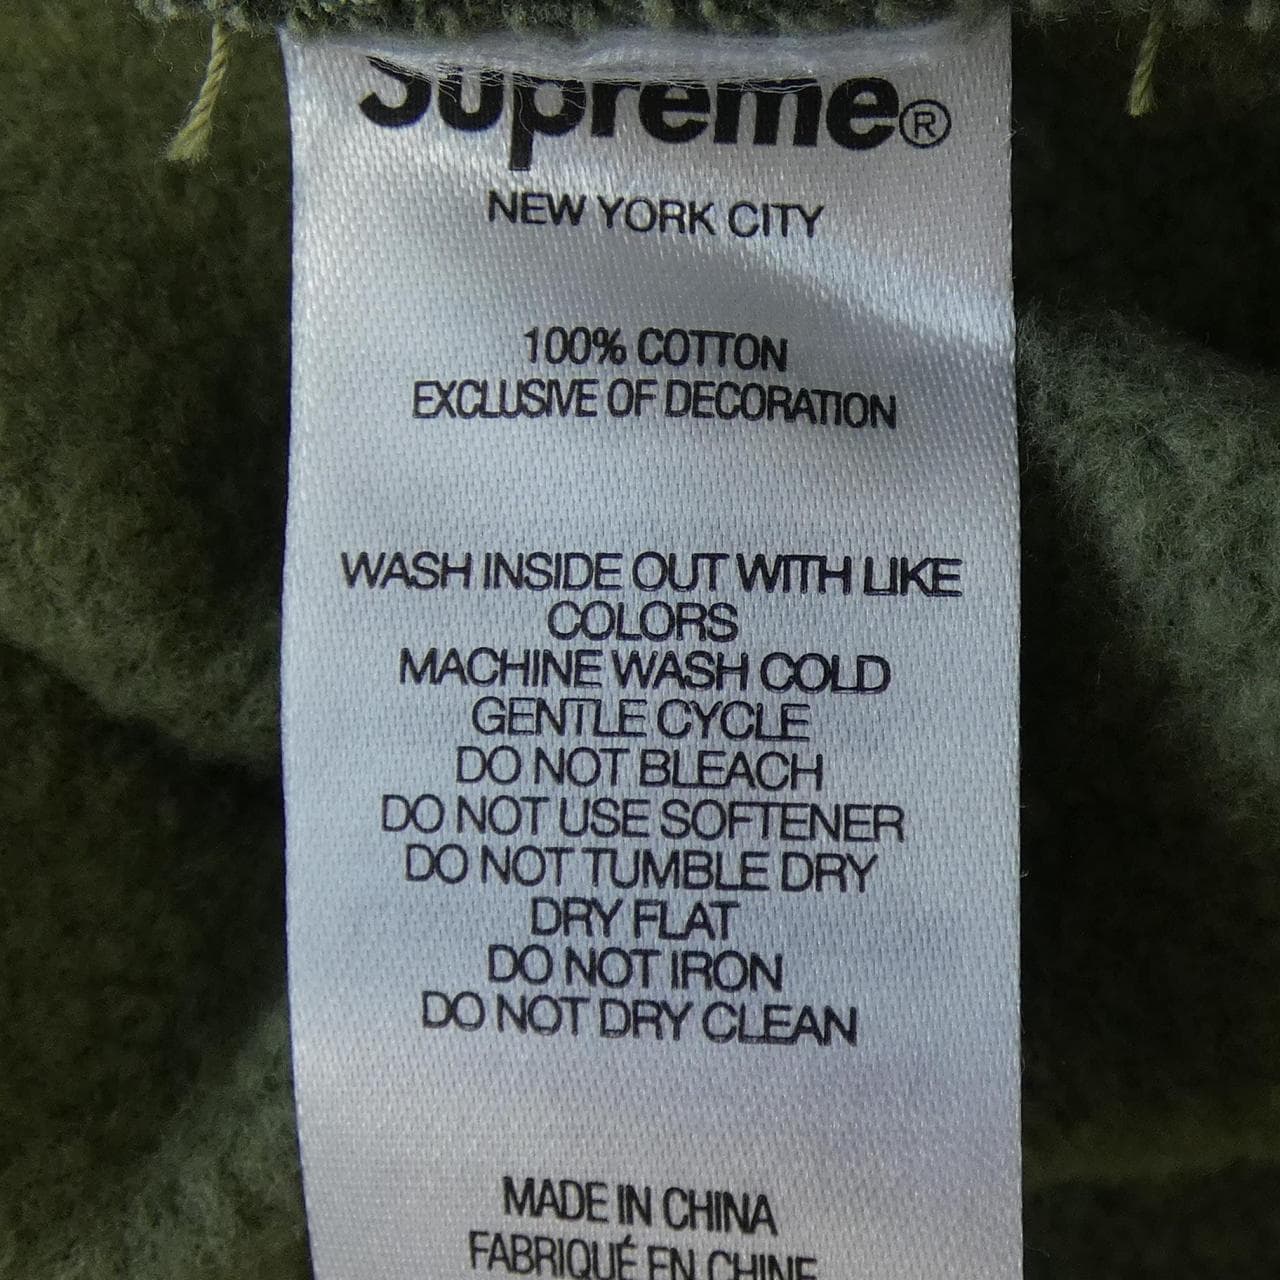 Supreme®
NEW YORK CITY
100% COTTON
EXCLUSIVE OF DECORATION
WASH INSIDE OUT WITH LIKE
COLORS
MACHINE WASH COLD
GENTLE CYCLE
DO NOT BLEACH
DO NOT USE SOFTENER
DO NOT TUMBLE DRY
DRY FLAT
DO NOT IRON
DO NOT DRY CLEAN
MADE IN CHINA
FABRIQUÉ EN CHINE